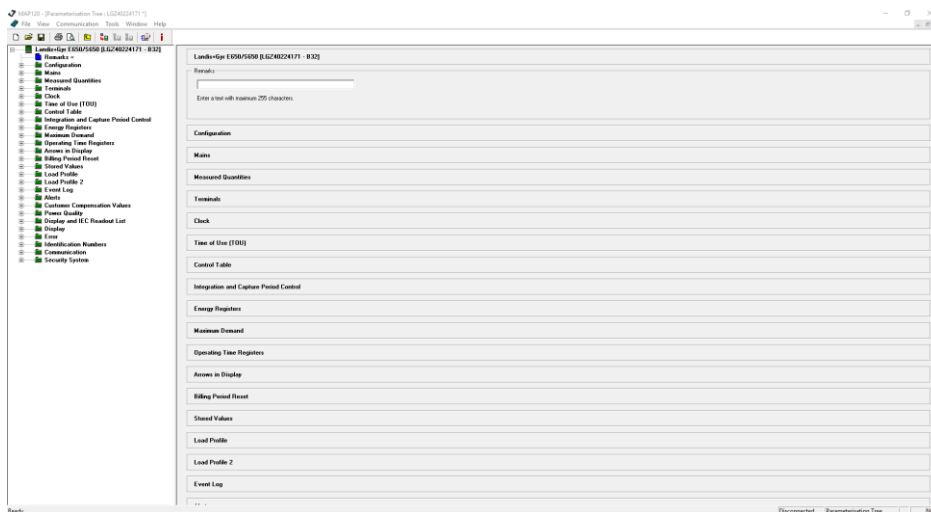 MAP120 - [Parameterisation Tree : LGZ40224171 *]
File View Communication Tools Window Help
Landis+Gyr E650/S650 [LGZ40224171 - B32]
Remarks
Configuration
Mains
Measured Quantities
Terminals
Clock
Time of Use (TOU)
Control Table
Integration and Capture Period Control
Energy Registers
Maximum Demand
Operating Time Registers
Arrows in Display
Billing Period Reset
Stored Values
Load Profile
Load Profile 2
Event Log
Alerts
Customer Compensation Values
Power Quality
Display and IEC Readout List
Display
Error
Identification Numbers
Communication
Security System
Landis+Gyr E650/S650 [LGZ40224171 - B32]
Remarks
Enter a text with maximum 255 characters.
Configuration
Mains
Measured Quantities
Terminals
Clock
Time of Use (TOU)
Control Table
Integration and Capture Period Control
Energy Registers
Maximum Demand
Operating Time Registers
Arrows in Display
Billing Period Reset
Stored Values
Load Profile
Load Profile 2
Event Log
Ready
Disconnected Parameterisation Tree